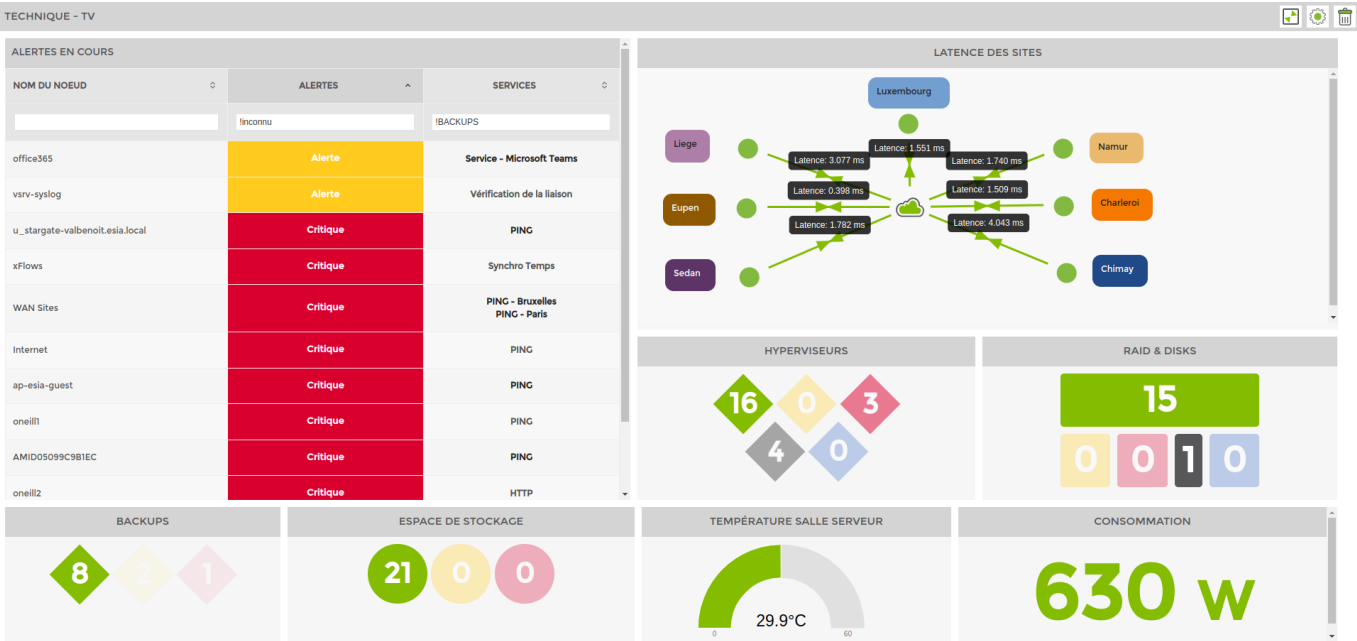 TECHNIQUE - TV
ALERTES EN COURS
NOM DU NOEUD ALERTES SERVICES
!inconnu !BACKUPS
office365 Alerte Service - Microsoft Teams
vsrv-syslog Alerte Vérification de la liaison
u_stargate-valbenoit.esia.local Critique PING
xFlows Critique Synchro Temps
WAN Sites Critique PING - Bruxelles
PING - Paris
Internet Critique PING
ap-esia-guest Critique PING
oneill1 Critique PING
AMID05099C9B1EC Critique PING
oneill2 Critique HTTP
LATENCE DES SITES
Luxembourg
Liege
Namur
Eupen
Charleroi
Sedan
Chimay
Latence: 1.551 ms
Latence: 3.077 ms
Latence: 1.740 ms
Latence: 0.398 ms
Latence: 1.509 ms
Latence: 1.782 ms
Latence: 4.043 ms
HYPERVISEURS
16 0 3
4 0
RAID & DISKS
15
0 0 1 0
BACKUPS
8 2 1
ESPACE DE STOCKAGE
21 0 0
TEMPÉRATURE SALLE SERVEUR
29.9°C
0 60
CONSOMMATION
630 w